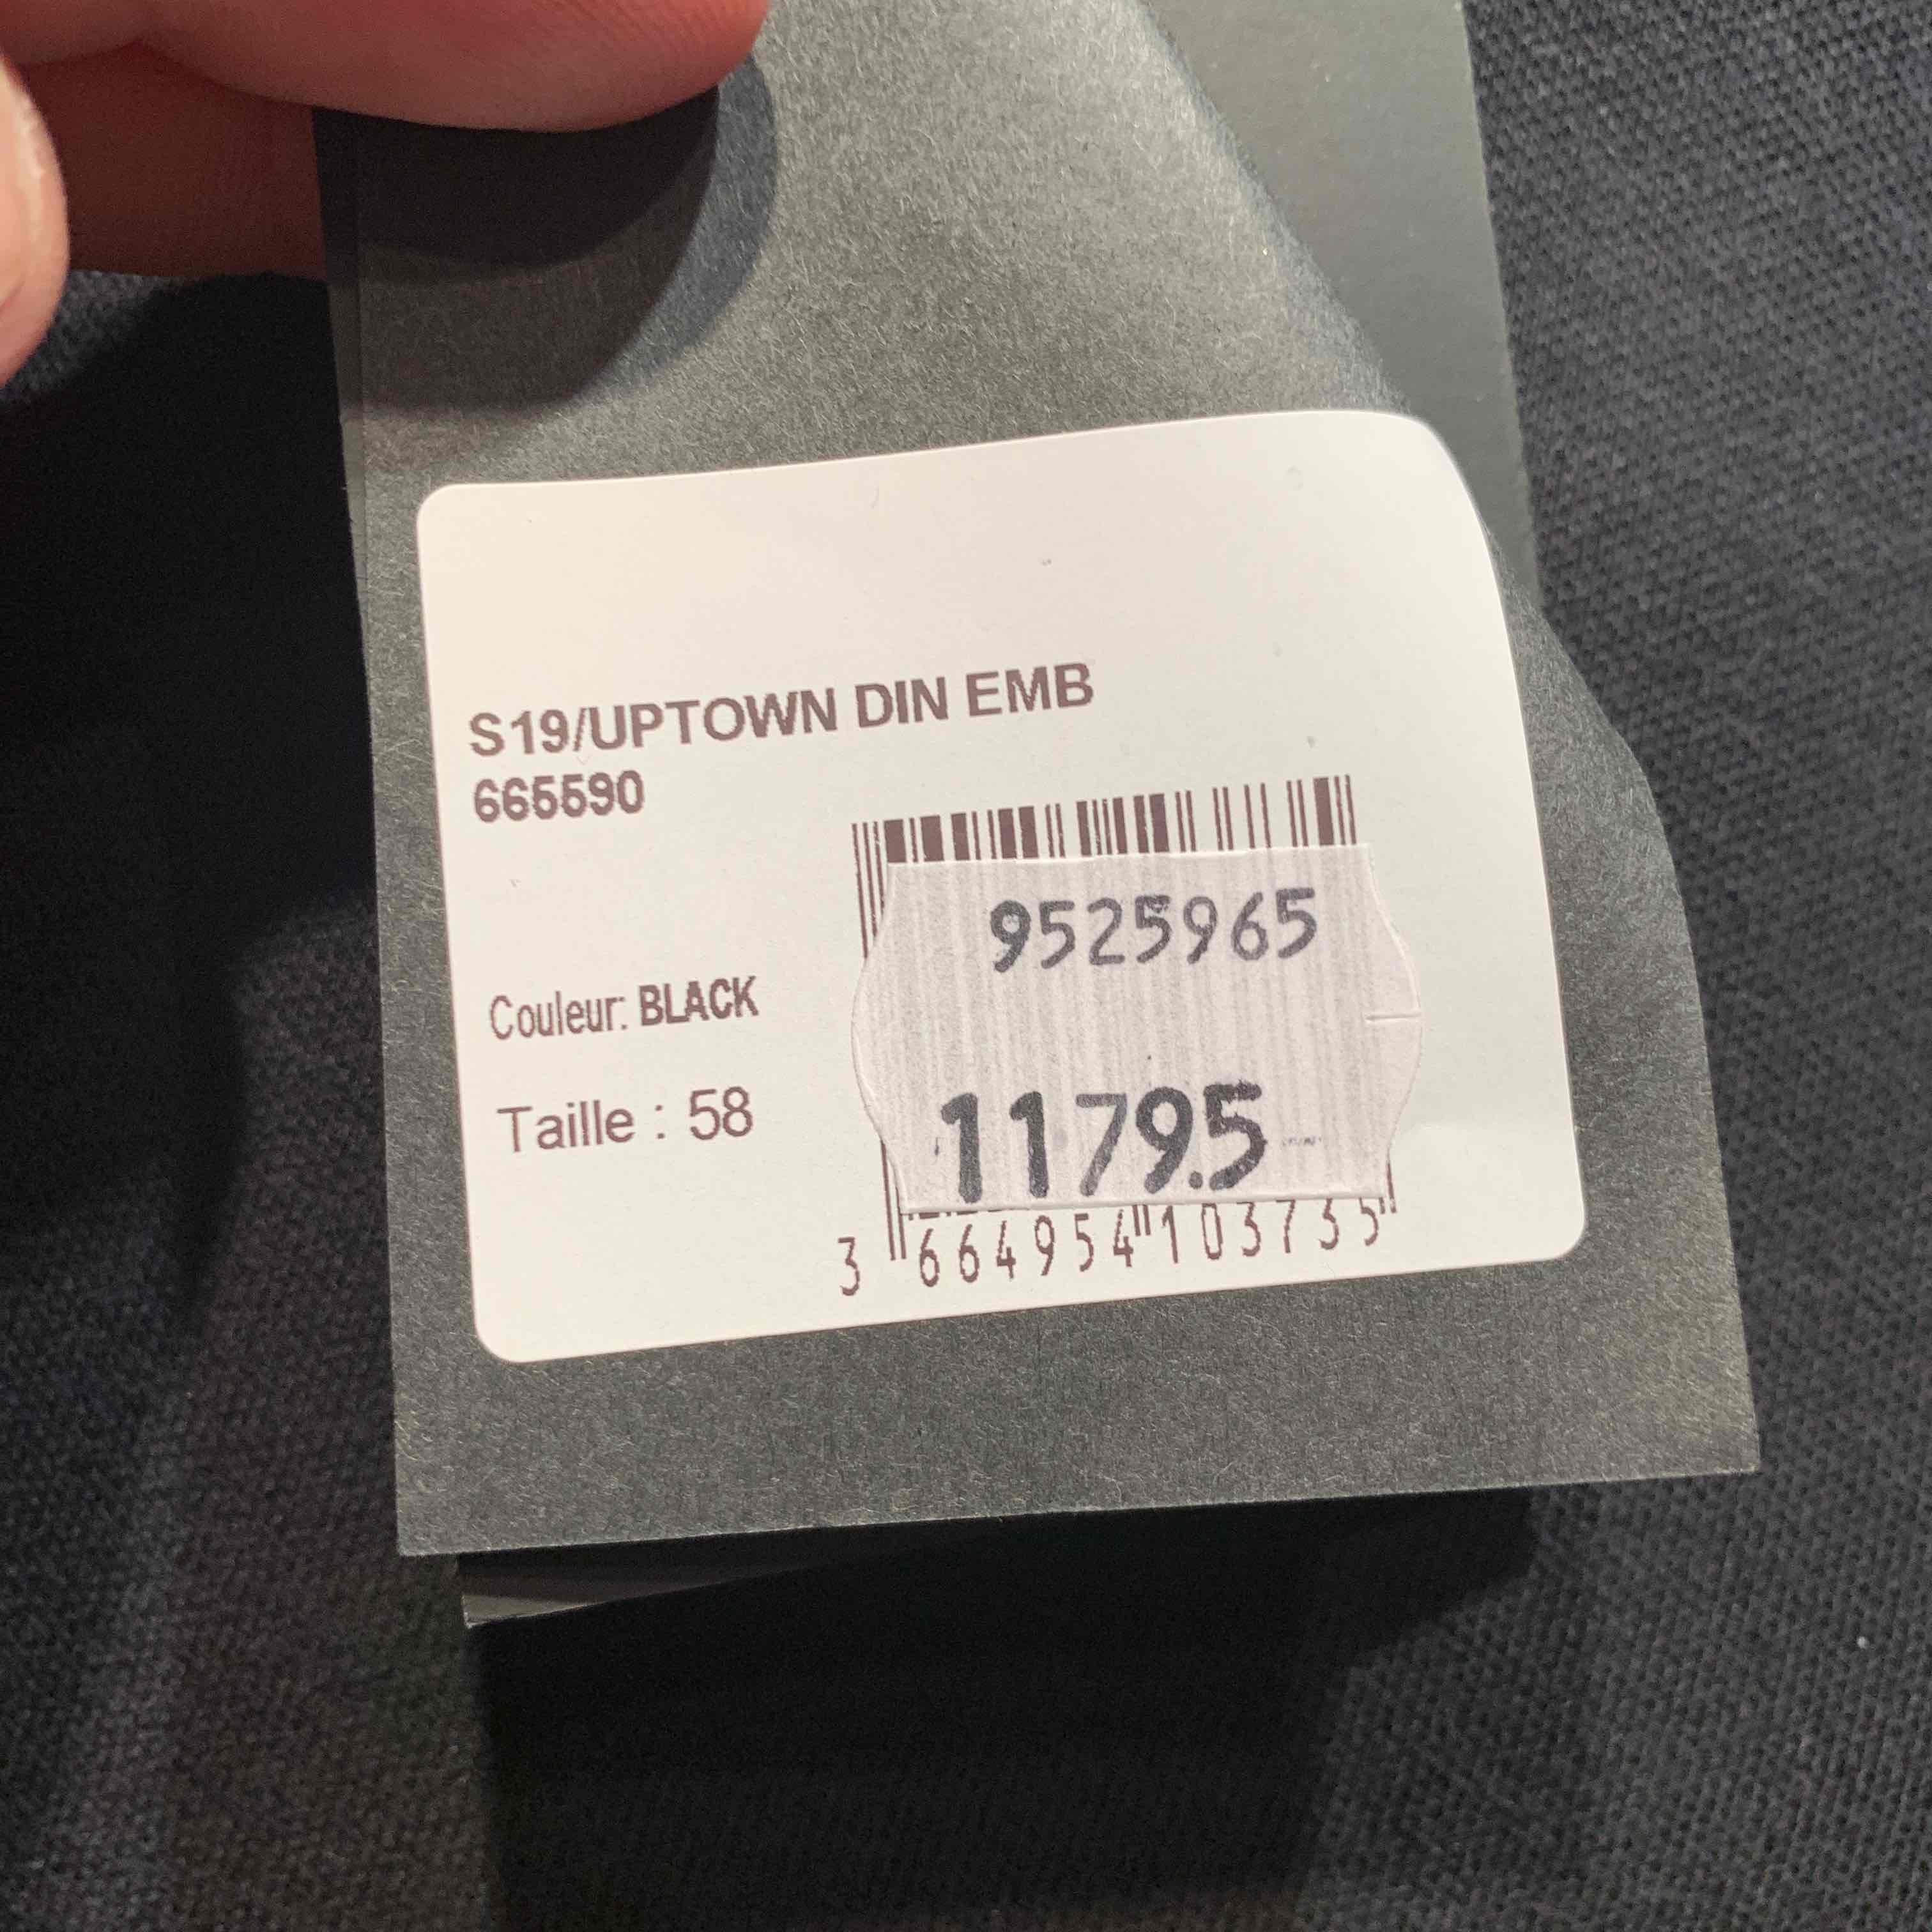 S19/UPTOWN DIN EMB
665590
9525965
Couleur: BLACK
Taille : 58
1179.5
3 664954 103735